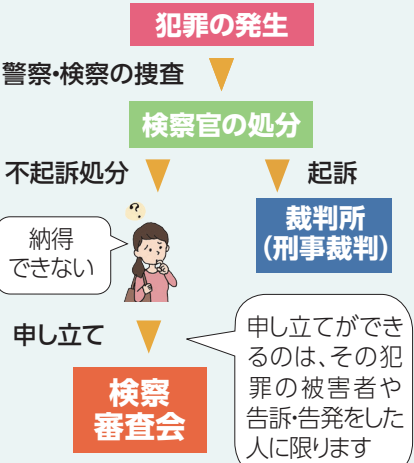 犯罪の発生
警察・検察の捜査
検察官の処分
不起訴処分
起訴
?
納得
できない
裁判所
(刑事裁判)
申し立て
検察
審査会
申し立てができ
るのは、その犯
罪の被害者や
告訴・告発をした
人に限ります